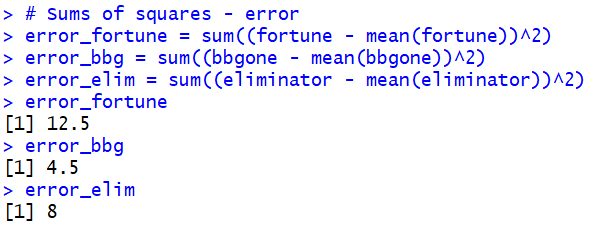 > # Sums of squares - error
> error_fortune = sum((fortune - mean(fortune))^2)
> error_bbg = sum((bbgone - mean(bbgone))^2)
> error_elim = sum((eliminator - mean(eliminator))^2)
> error_fortune
[1] 12.5
> error_bbg
[1] 4.5
> error_elim
[1] 8